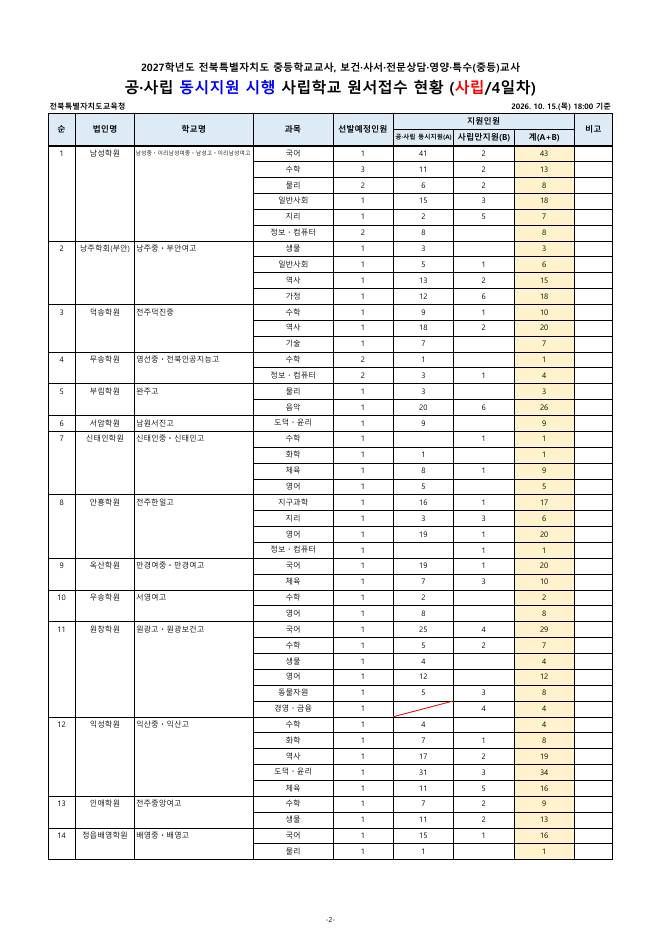 2027학년도 전북특별자치도 중등학교교사, 보건·사서·전문상담·영양·특수(중등)교사
공·사립 동시지원 시행 사립학교 원서접수 현황 (사립/4일차)
전북특별자치도교육청 2026. 10. 15.(목) 18:00 기준
순 법인명 학교명 과목 선발예정인원 지원인원 비고
공·사립 동시지원(A) 사립만지원(B) 계(A+B)
1 남성학원 남성중·이리남성여중·남성고·이리남성여고 국어 1 41 2 43
수학 3 11 2 13
물리 2 6 2 8
일반사회 1 15 3 18
지리 1 2 5 7
정보·컴퓨터 2 8 8
2 낭주학회(부안) 낭주중·부안여고 생물 1 3 3
일반사회 1 5 1 6
역사 1 13 2 15
가정 1 12 6 18
3 덕송학원 전주덕진중 수학 1 9 1 10
역사 1 18 2 20
기술 1 7 7
4 무송학원 영선중·전북인공지능고 수학 2 1 1
정보·컴퓨터 2 3 1 4
5 부림학원 완주고 물리 1 3 3
음악 1 20 6 26
6 서암학원 남원서진고 도덕·윤리 1 9 9
7 신태인학원 신태인중·신태인고 수학 1 1 1
화학 1 1 1
체육 1 8 1 9
영어 1 5 5
8 안홍학원 전주한일고 지구과학 1 16 1 17
지리 1 3 3 6
영어 1 19 1 20
정보·컴퓨터 1 1 1
9 옥산학원 만경여중·만경여고 국어 1 19 1 20
체육 1 7 3 10
10 우송학원 서영여고 수학 1 2 2
영어 1 8 8
11 원창학원 원광고·원광보건고 국어 1 25 4 29
수학 1 5 2 7
생물 1 4 4
영어 1 12 12
동물자원 1 5 3 8
경영·금융 1 4 4
12 익성학원 익산중·익산고 수학 1 4 4
화학 1 7 1 8
역사 1 17 2 19
도덕·윤리 1 31 3 34
체육 1 11 5 16
13 인애학원 전주중앙여고 수학 1 7 2 9
생물 1 11 2 13
14 정읍배영학원 배영중·배영고 국어 1 15 1 16
물리 1 1 1
-2-